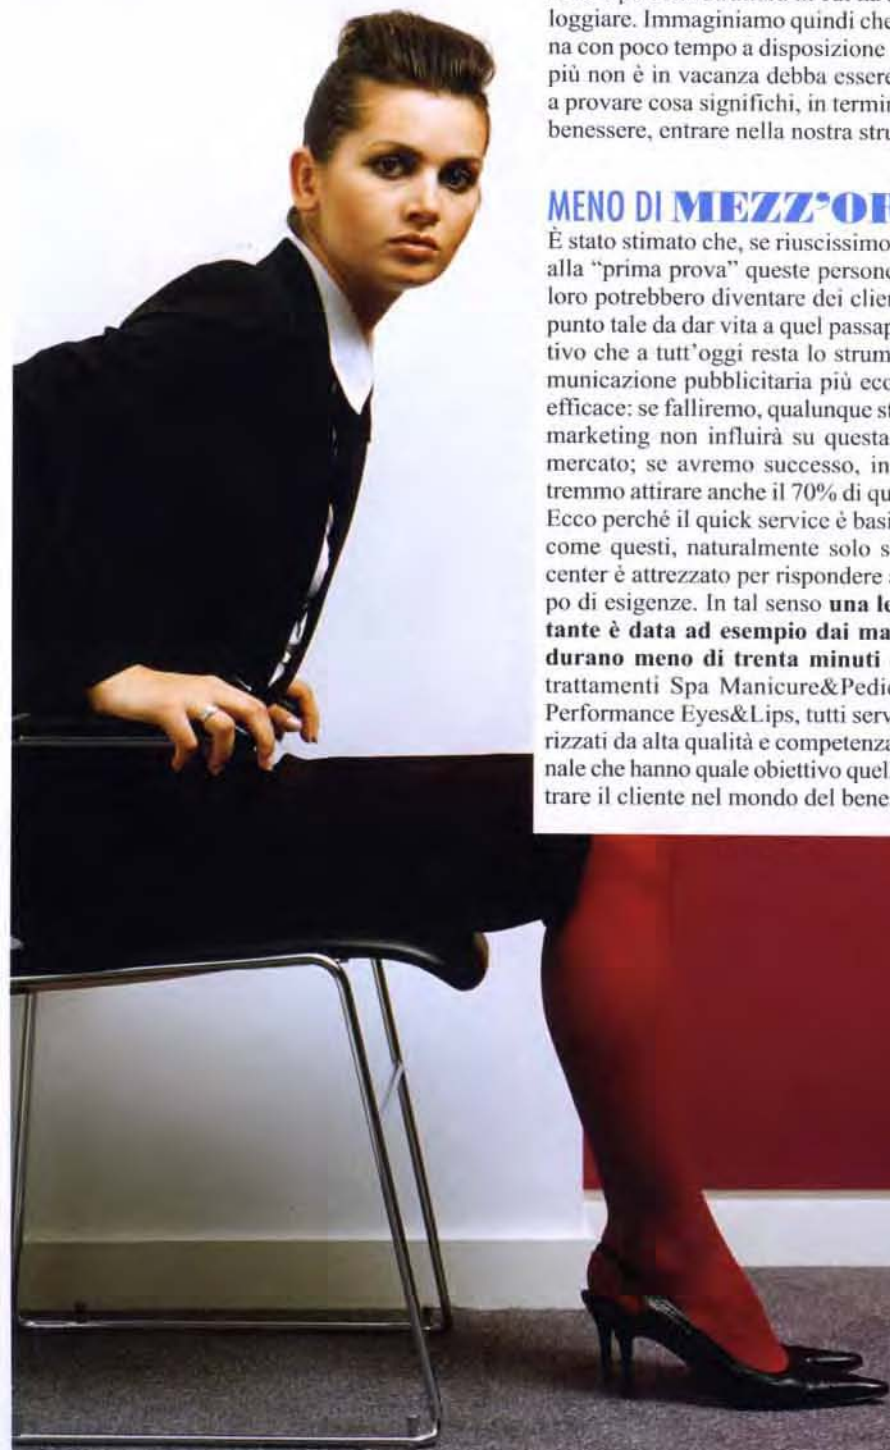 loggiare. Immaginiamo quindi che
na con poco tempo a disposizione
più non è in vacanza debba essere
a provare cosa significhi, in termin
benessere, entrare nella nostra stru
MENO DI MEZZ'OR
È stato stimato che, se riuscissimo
alla “prima prova” queste persone
loro potrebbero diventare dei clien
punto tale da dar vita a quel passap
tivo che a tutt'oggi resta lo strum
municazione pubblicitaria più eco
efficace: se falliremo, qualunque st
marketing non influirà su questa
mercato; se avremo successo, in
tremmo attirare anche il 70% di qu
Ecco perché il quick service è basi
come questi, naturalmente solo s
center è attrezzato per rispondere a
po di esigenze. In tal senso una le
tante è data ad esempio dai ma
durano meno di trenta minuti
trattamenti Spa Manicure&Pedic
Performance Eyes&Lips, tutti serv
rizzati da alta qualità e competenza
nale che hanno quale obiettivo quel
trare il cliente nel mondo del bene